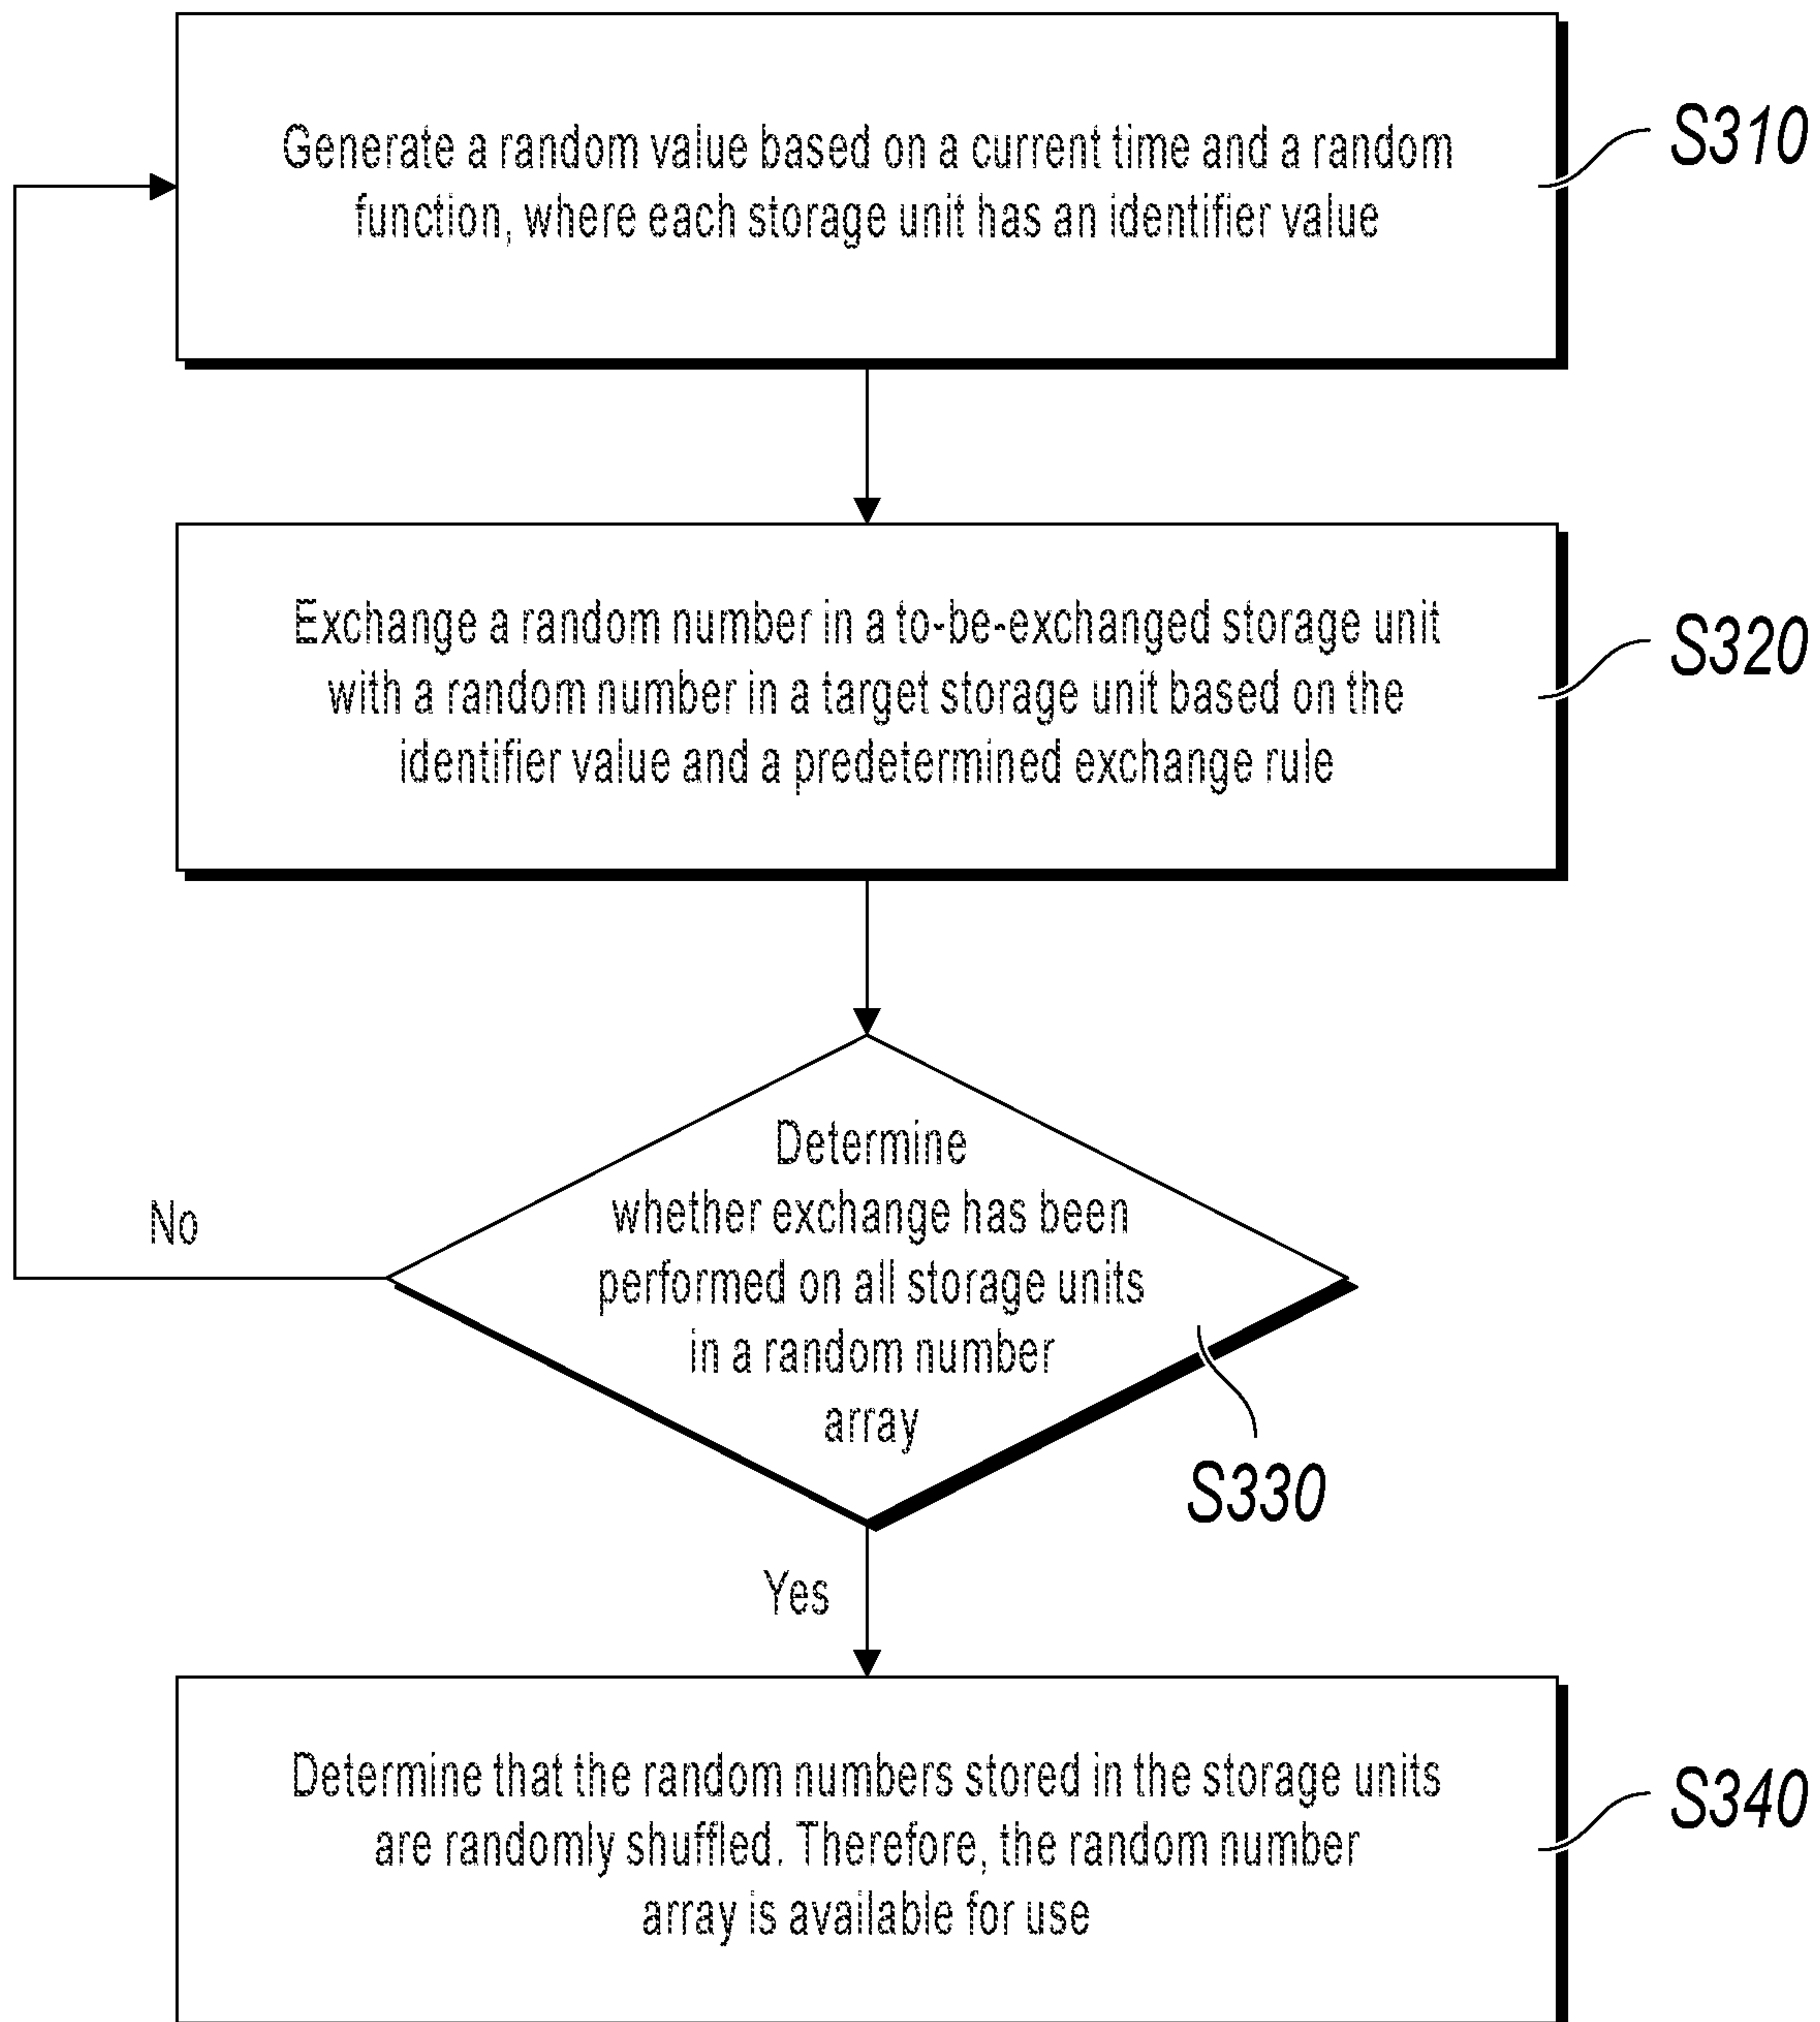 Generate a random value based on a current time and a random
function, where each storage unit has an identifier value
S310
Exchange a random number in a to-be-exchanged storage unit
with a random number in a target storage unit based on the
identifier value and a predetermined exchange rule
S320
Determine
whether exchange has been
performed on all storage units
in a random number
array
No
S330
Yes
Determine that the random numbers stored in the storage units
are randomly shuffled. Therefore, the random number
array is available for use
S340